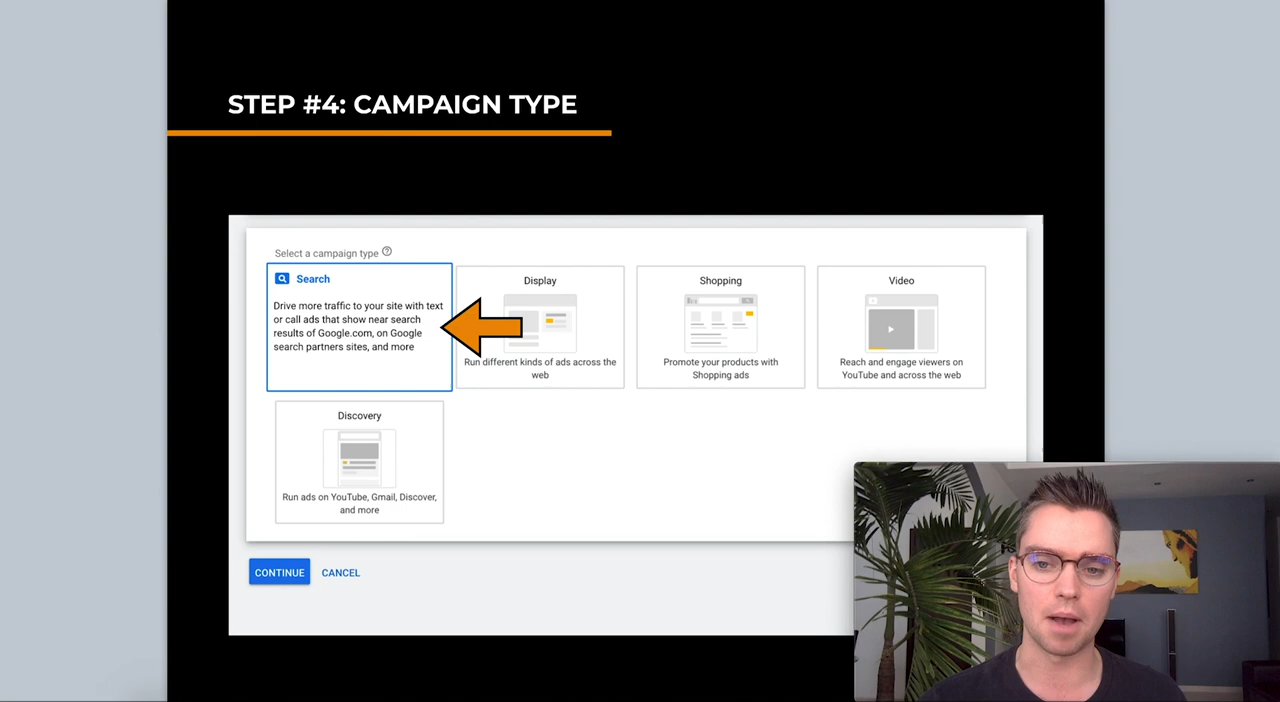 STEP #4: CAMPAIGN TYPE
Select a campaign type
Search
Drive more traffic to your site with text
or call ads that show near search
results of Google.com, on Google
search partners sites, and more
Display
Run different kinds of ads across the
web
Shopping
Promote your products with
Shopping ads
Video
Reach and engage viewers on
YouTube and across the web
Discovery
Run ads on YouTube, Gmail, Discover,
and more
CONTINUE
CANCEL